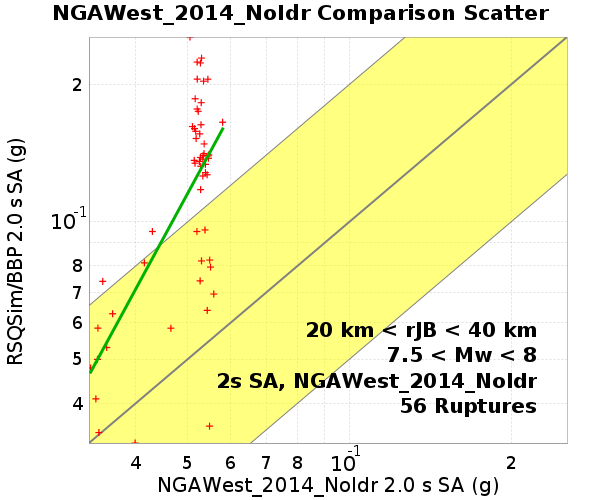 NGAWest_2014_NoIdr Comparison Scatter
RSQSim/BBP 2.0 s SA (g)
2
10-1
8
7
6
5
4
20 km < rJB < 40 km
7.5 < Mw < 8
2s SA, NGAWest_2014_NoIdr
56 Ruptures
4 5 6 7 8 10-1 2
NGAWest_2014_NoIdr 2.0 s SA (g)